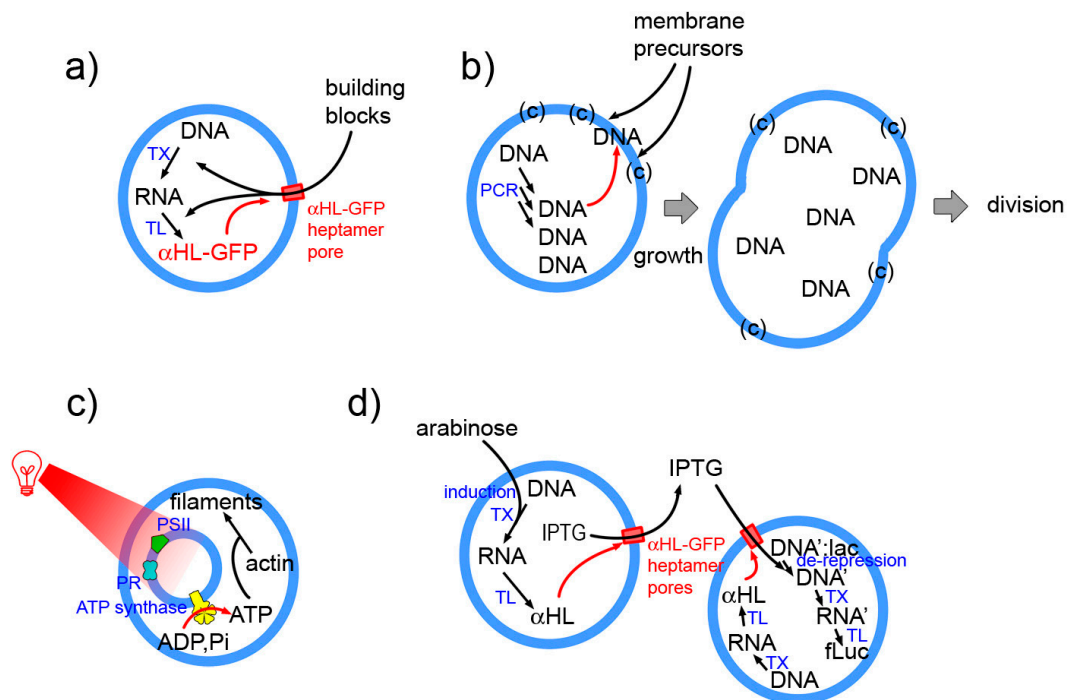 a)
building
blocks
DNA
TX
RNA
TL
αHL-GFP
αHL-GFP
heptamer
pore
b)
membrane
precursors
(c)
(c)
DNA
(c)
DNA
PCR
DNA
DNA
DNA
growth
(c)
(c)
DNA
DNA
DNA
DNA
DNA
(c)
(c)
division
c)
filaments
PSII
actin
PR
ATP synthase
ATP
ADP,Pi
d)
arabinose
induction
DNA
TX
IPTG
RNA
TL
αHL
IPTG
αHL-GFP
heptamer
pores
DNA':lac
de-repression
DNA'
TX
RNA'
TL
fLuc
αHL
TL
RNA
TX
DNA